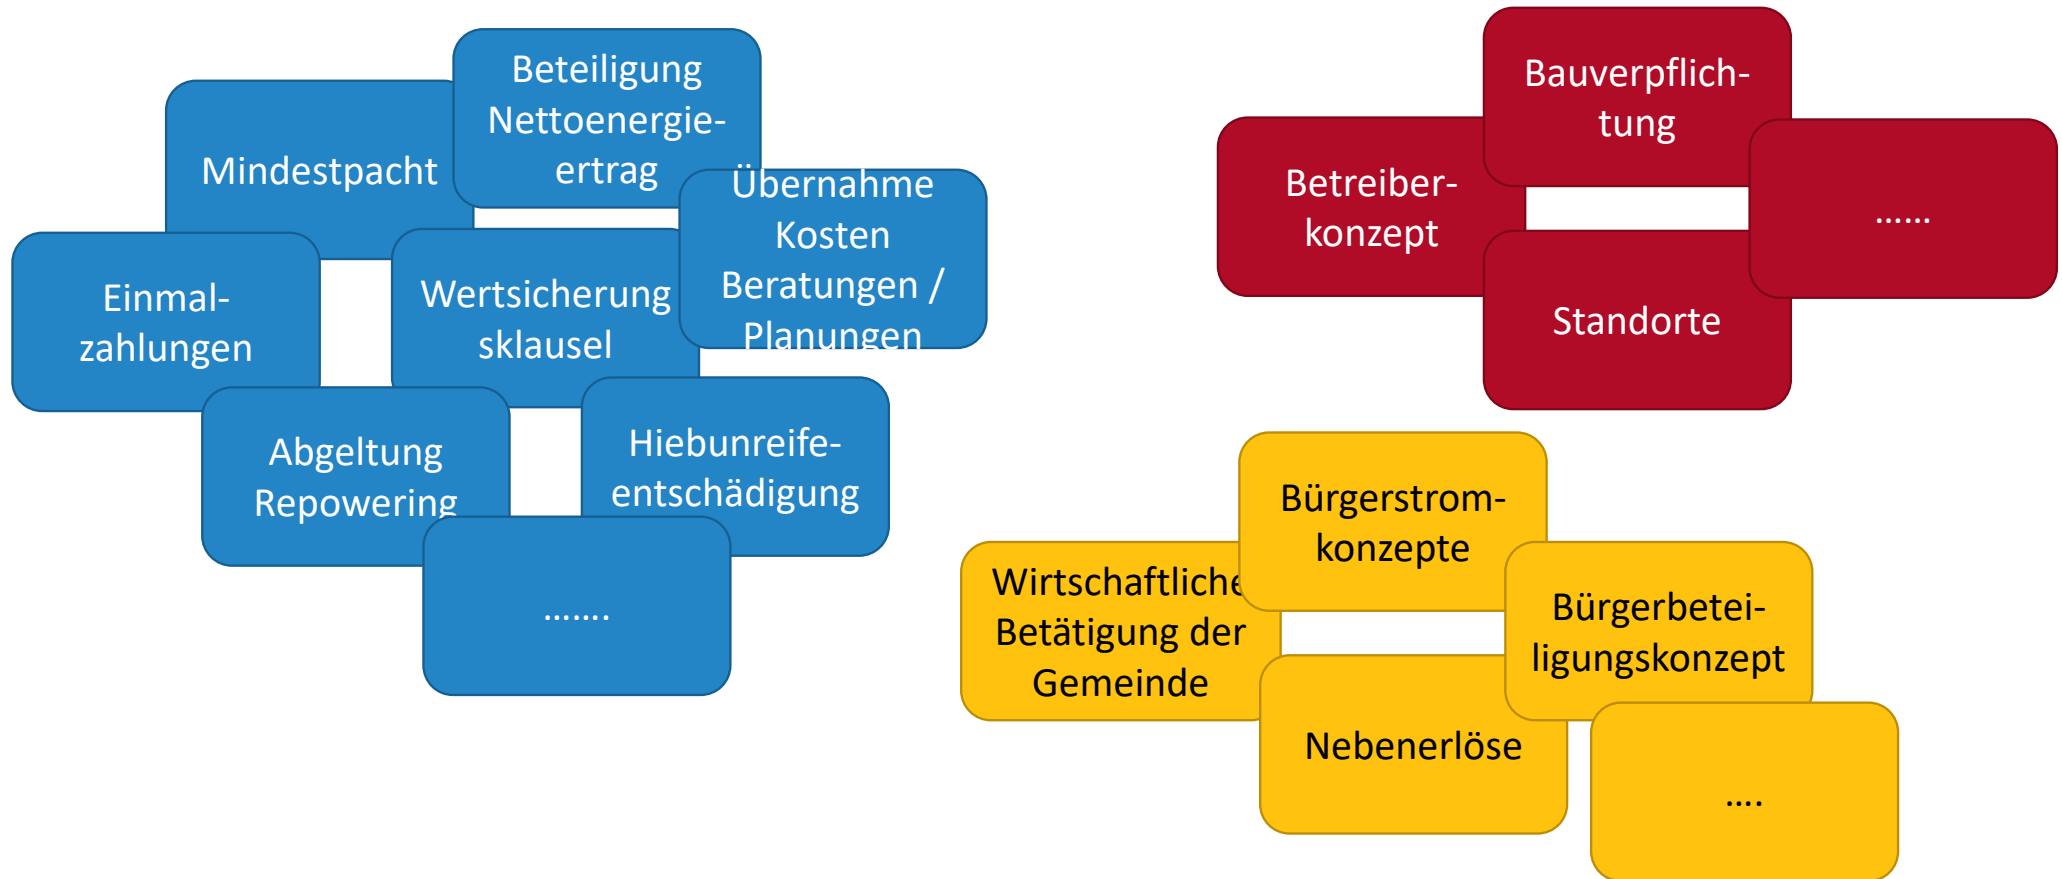 Beteiligung
Nettoenergie-
ertrag
Mindestpacht
Übernahme
Kosten
Beratungen /
Planungen
Einmal-
zahlungen
Wertsicherung
sklausel
Abgeltung
Repowering
Hiebunreife-
entschädigung
.......
Bauverpflich-
tung
Betreiber-
konzept
......
Standorte
Bürgerstrom-
konzepte
Wirtschaftliche
Betätigung der
Gemeinde
Bürgerbetei-
ligungskonzept
Nebenerlöse
....